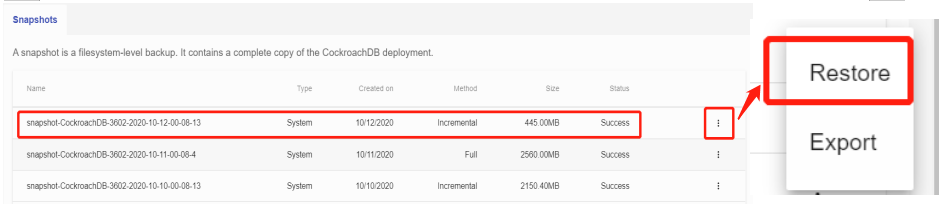 Snapshots
A snapshot is a filesystem-level backup. It contains a complete copy of the CockroachDB deployment.
Name Type Created on Method Size Status
snapshot-CockroachDB-3602-2020-10-12-00-08-13 System 10/12/2020 Incremental 445.00MB Success
snapshot-CockroachDB-3602-2020-10-11-00-08-4 System 10/11/2020 Full 2560.00MB Success
snapshot-CockroachDB-3602-2020-10-10-00-08-13 System 10/10/2020 Incremental 2150.40MB Success
Restore
Export